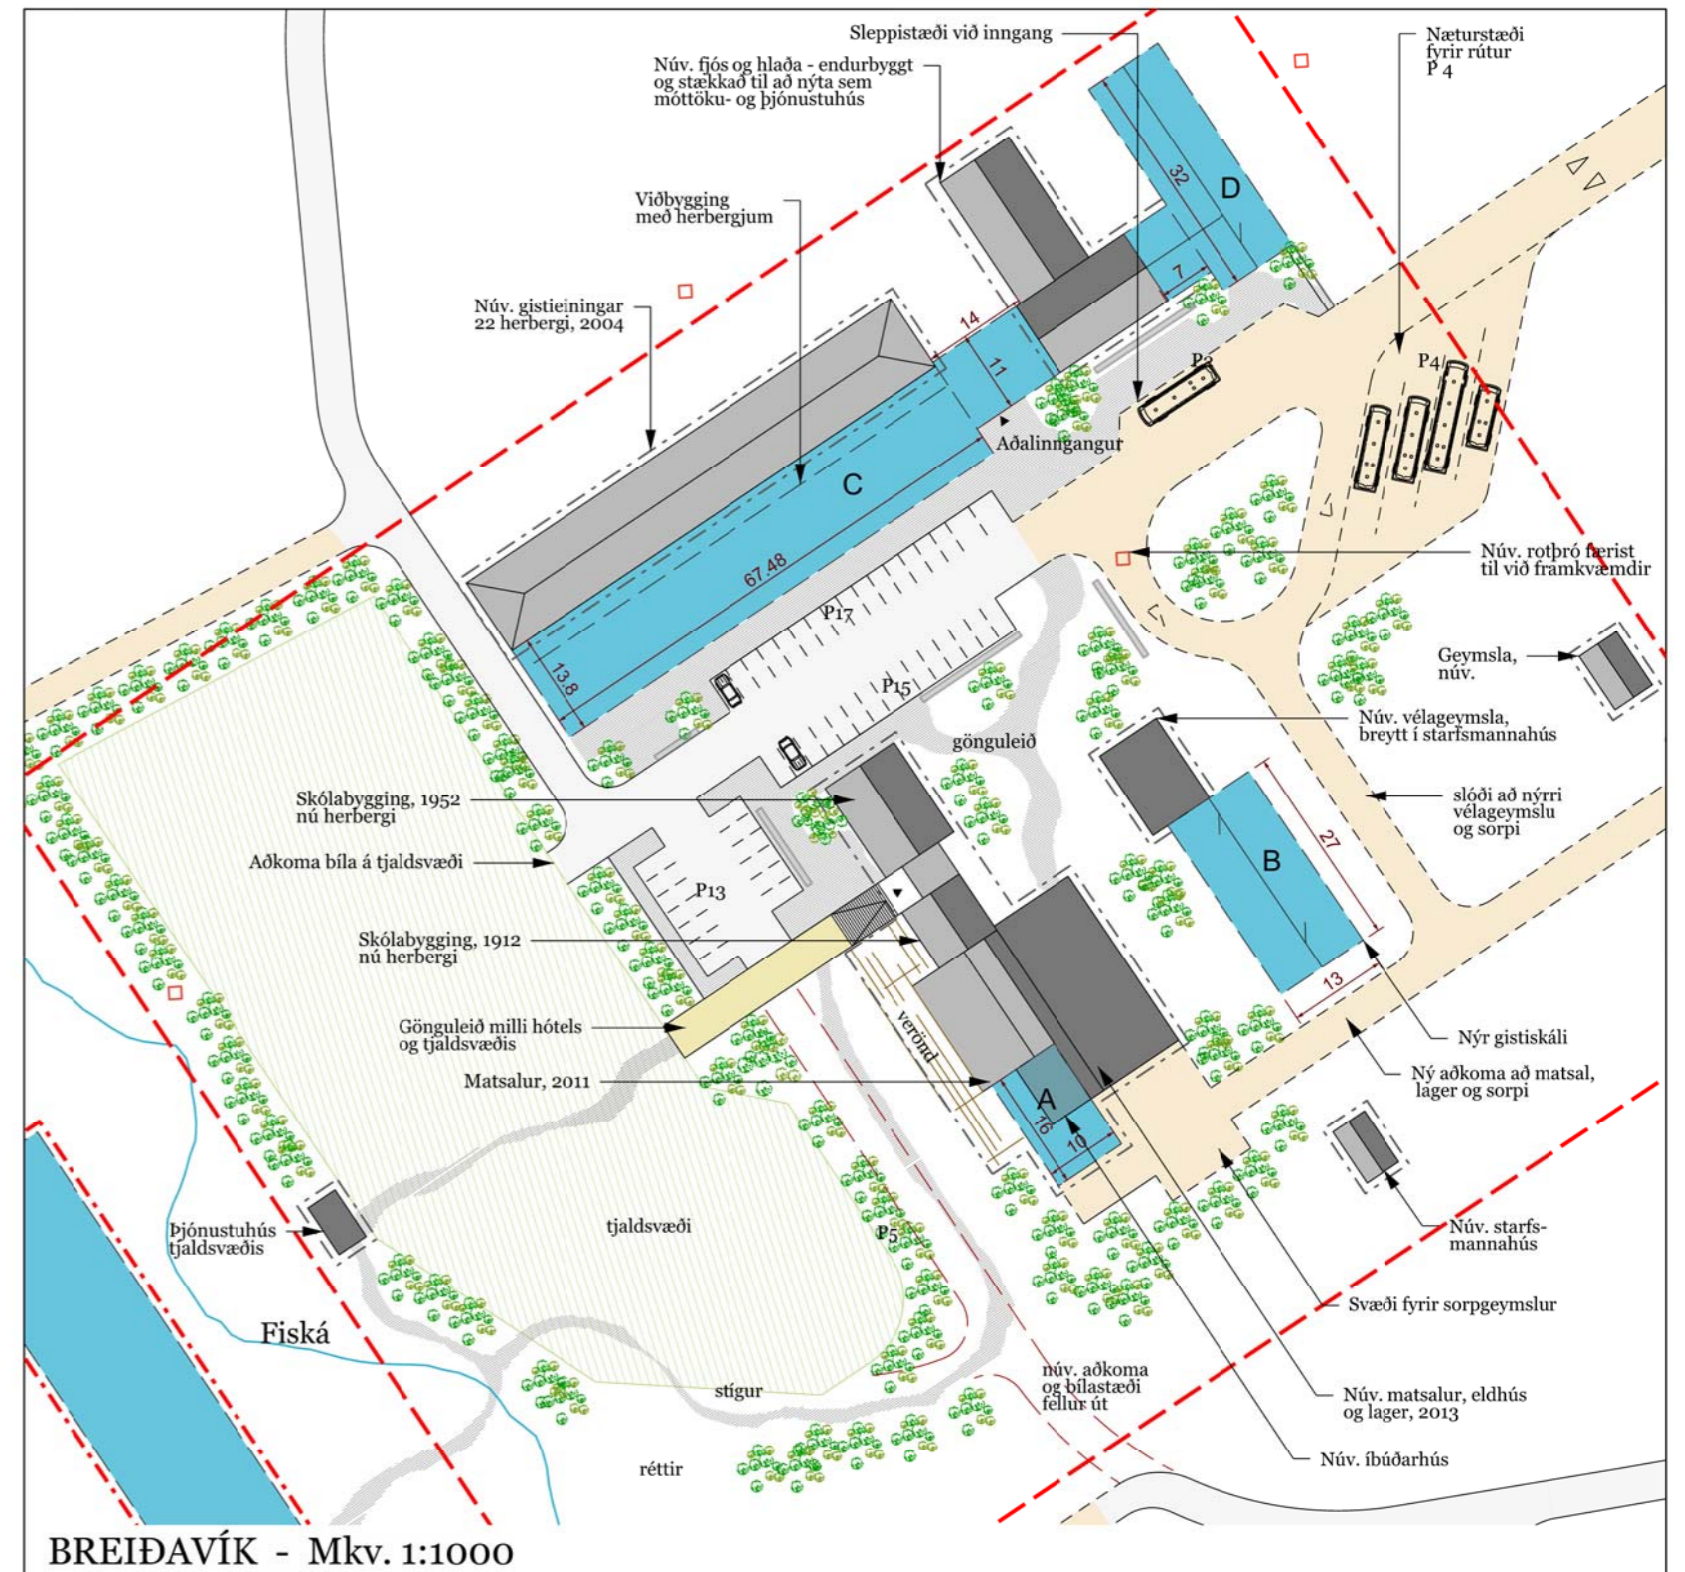 Sleppistæði við inngang
Næturstæði
fyrir rútur
P 4
Núv. fjós og hlaða - endurbyggt
og stækkað til að nýta sem
móttöku- og þjónustuhús
Viðbygging
með herbergjum
32
D
7
Núv. gistieiningar
22 herbergi, 2004
14
11
P4
Aðalinngangur
C
67.48
Núv. rotþró færist
til við framkvæmdir
P17
Geymsla,
núv.
13.8
P15
gönguleið
Núv. vélageymsla,
breytt í starfsmannahús
Skólabygging, 1952
nú herbergi
slóði að nýrri
vélageymslu
og sorpi
27
B
Aðkoma bíla á tjaldsvæði
P13
Skólabygging, 1912
nú herbergi
13
Gönguleið milli hótels
og tjaldsvæðis
verönd
Nýr gistiskáli
Matsalur, 2011
Ný aðkoma að matsal,
lager og sorpi
A
16
10
Þjónustuhús
tjaldsvæðis
tjaldsvæði
P5
Núv. starfs-
mannahús
Svæði fyrir sorpgeymslur
Fiská
stígur
núv. aðkoma
og bílastæði
fellur út
Núv. matsalur, eldhús
og lager, 2013
réttir
Núv. íbúðarhús
BREIÐAVÍK - Mkv. 1:1000